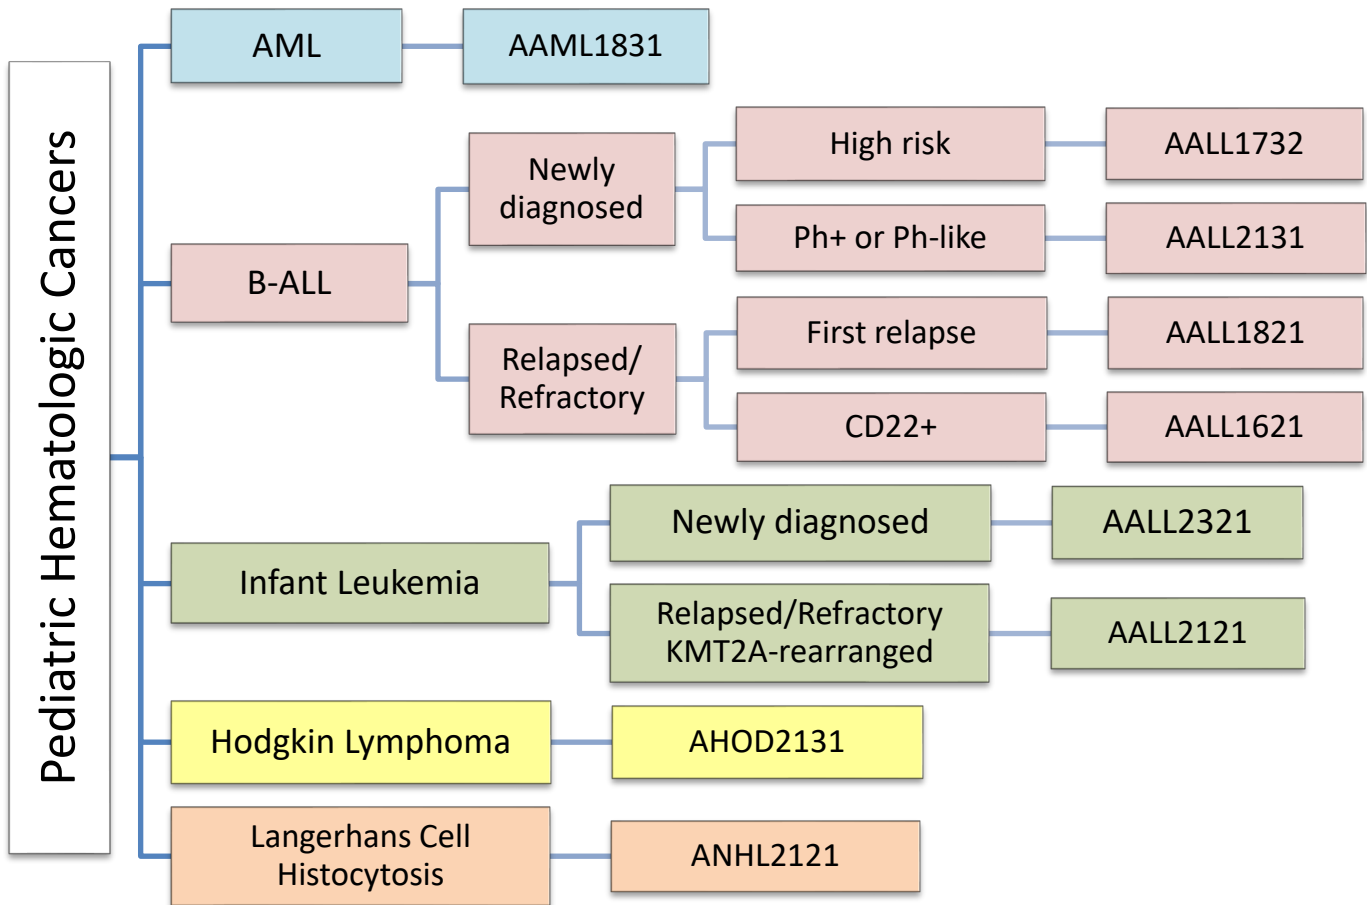 Pediatric Hematologic Cancers
AML
AAML1831
B-ALL
Newly
diagnosed
High risk
AALL1732
Ph+ or Ph-like
AALL2131
Relapsed/
Refractory
First relapse
AALL1821
CD22+
AALL1621
Infant Leukemia
Newly diagnosed
AALL2321
Relapsed/Refractory
KMT2A-rearranged
AALL2121
Hodgkin Lymphoma
AHOD2131
Langerhans Cell
Histocytosis
ANHL2121